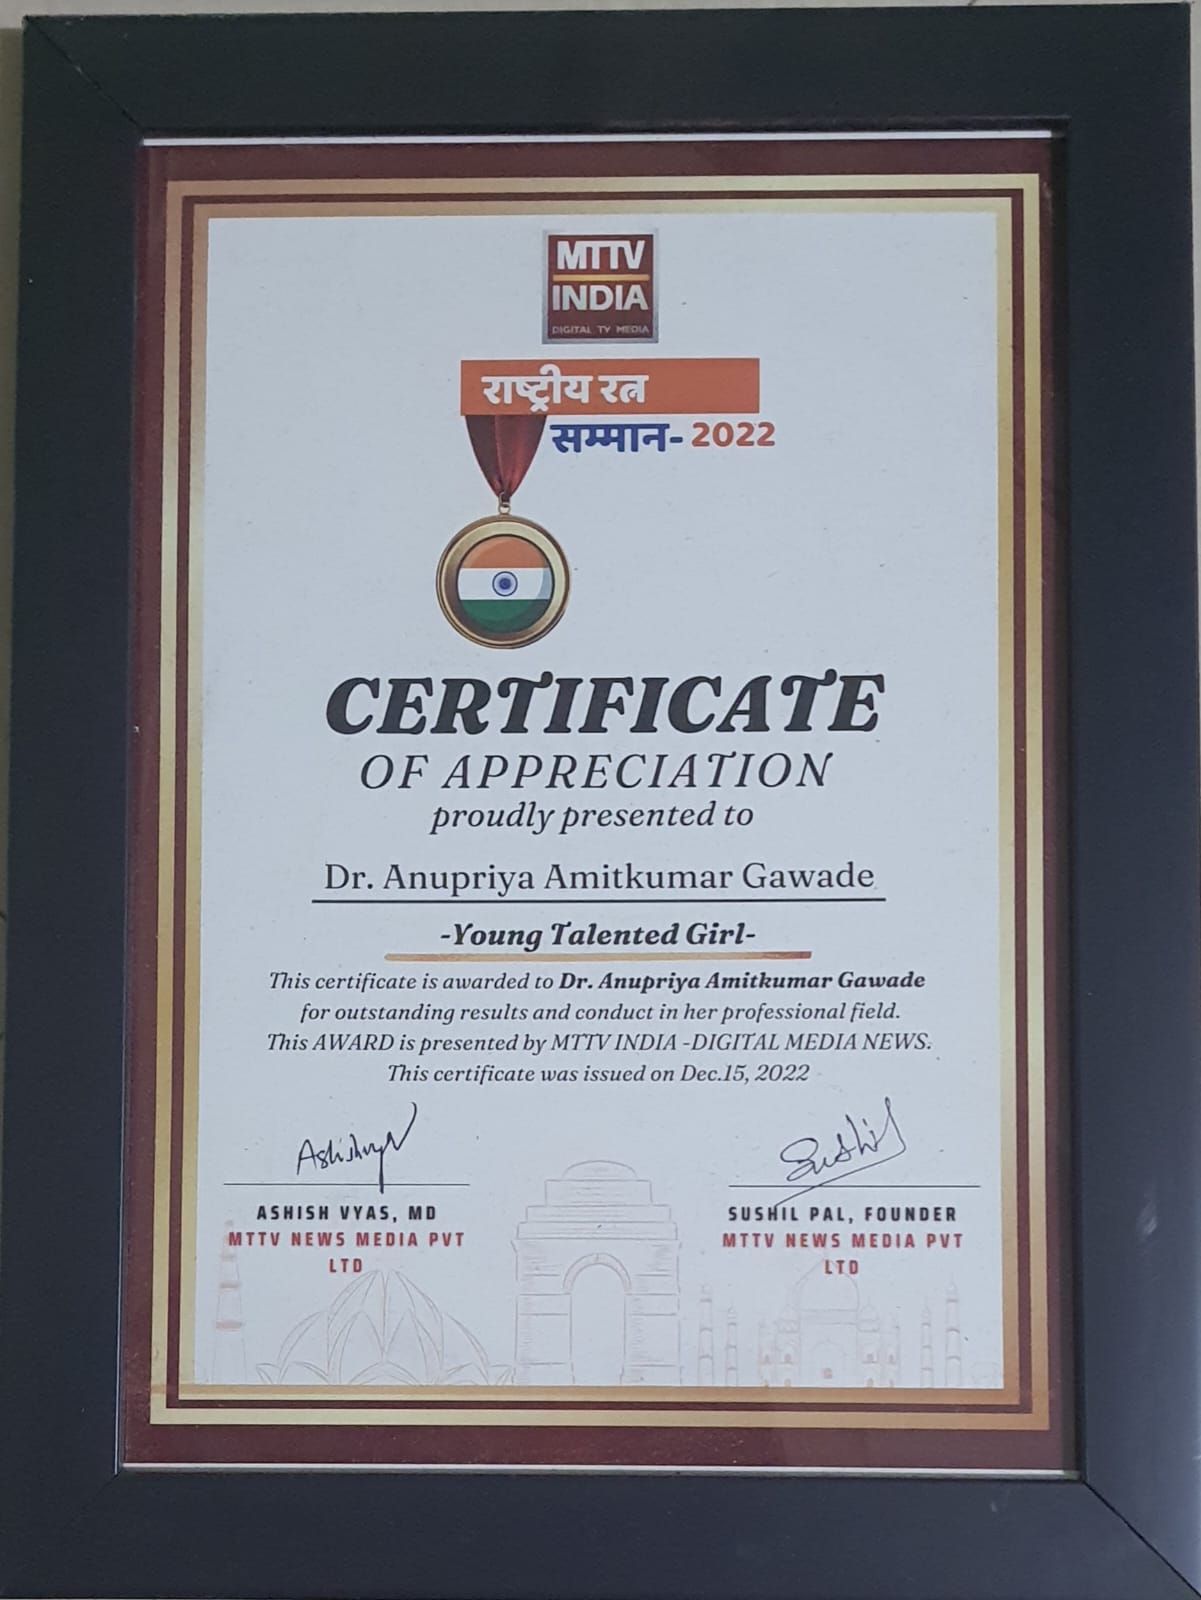 MTTV
INDIA
DIGITAL TV MEDIA
राष्ट्रीय रत्न
सम्मान- 2022
CERTIFICATE
OF APPRECIATION
proudly presented to
Dr. Anupriya Amitkumar Gawade
-Young Talented Girl-
This certificate is awarded to Dr. Anupriya Amitkumar Gawade
for outstanding results and conduct in her professional field.
This AWARD is presented by MTTV INDIA -DIGITAL MEDIA NEWS.
This certificate was issued on Dec.15, 2022
Sushil
ASHISH VYAS, MD
MTTV NEWS MEDIA PVT
LTD
SUSHIL PAL, FOUNDER
MTTV NEWS MEDIA PVT
LTD